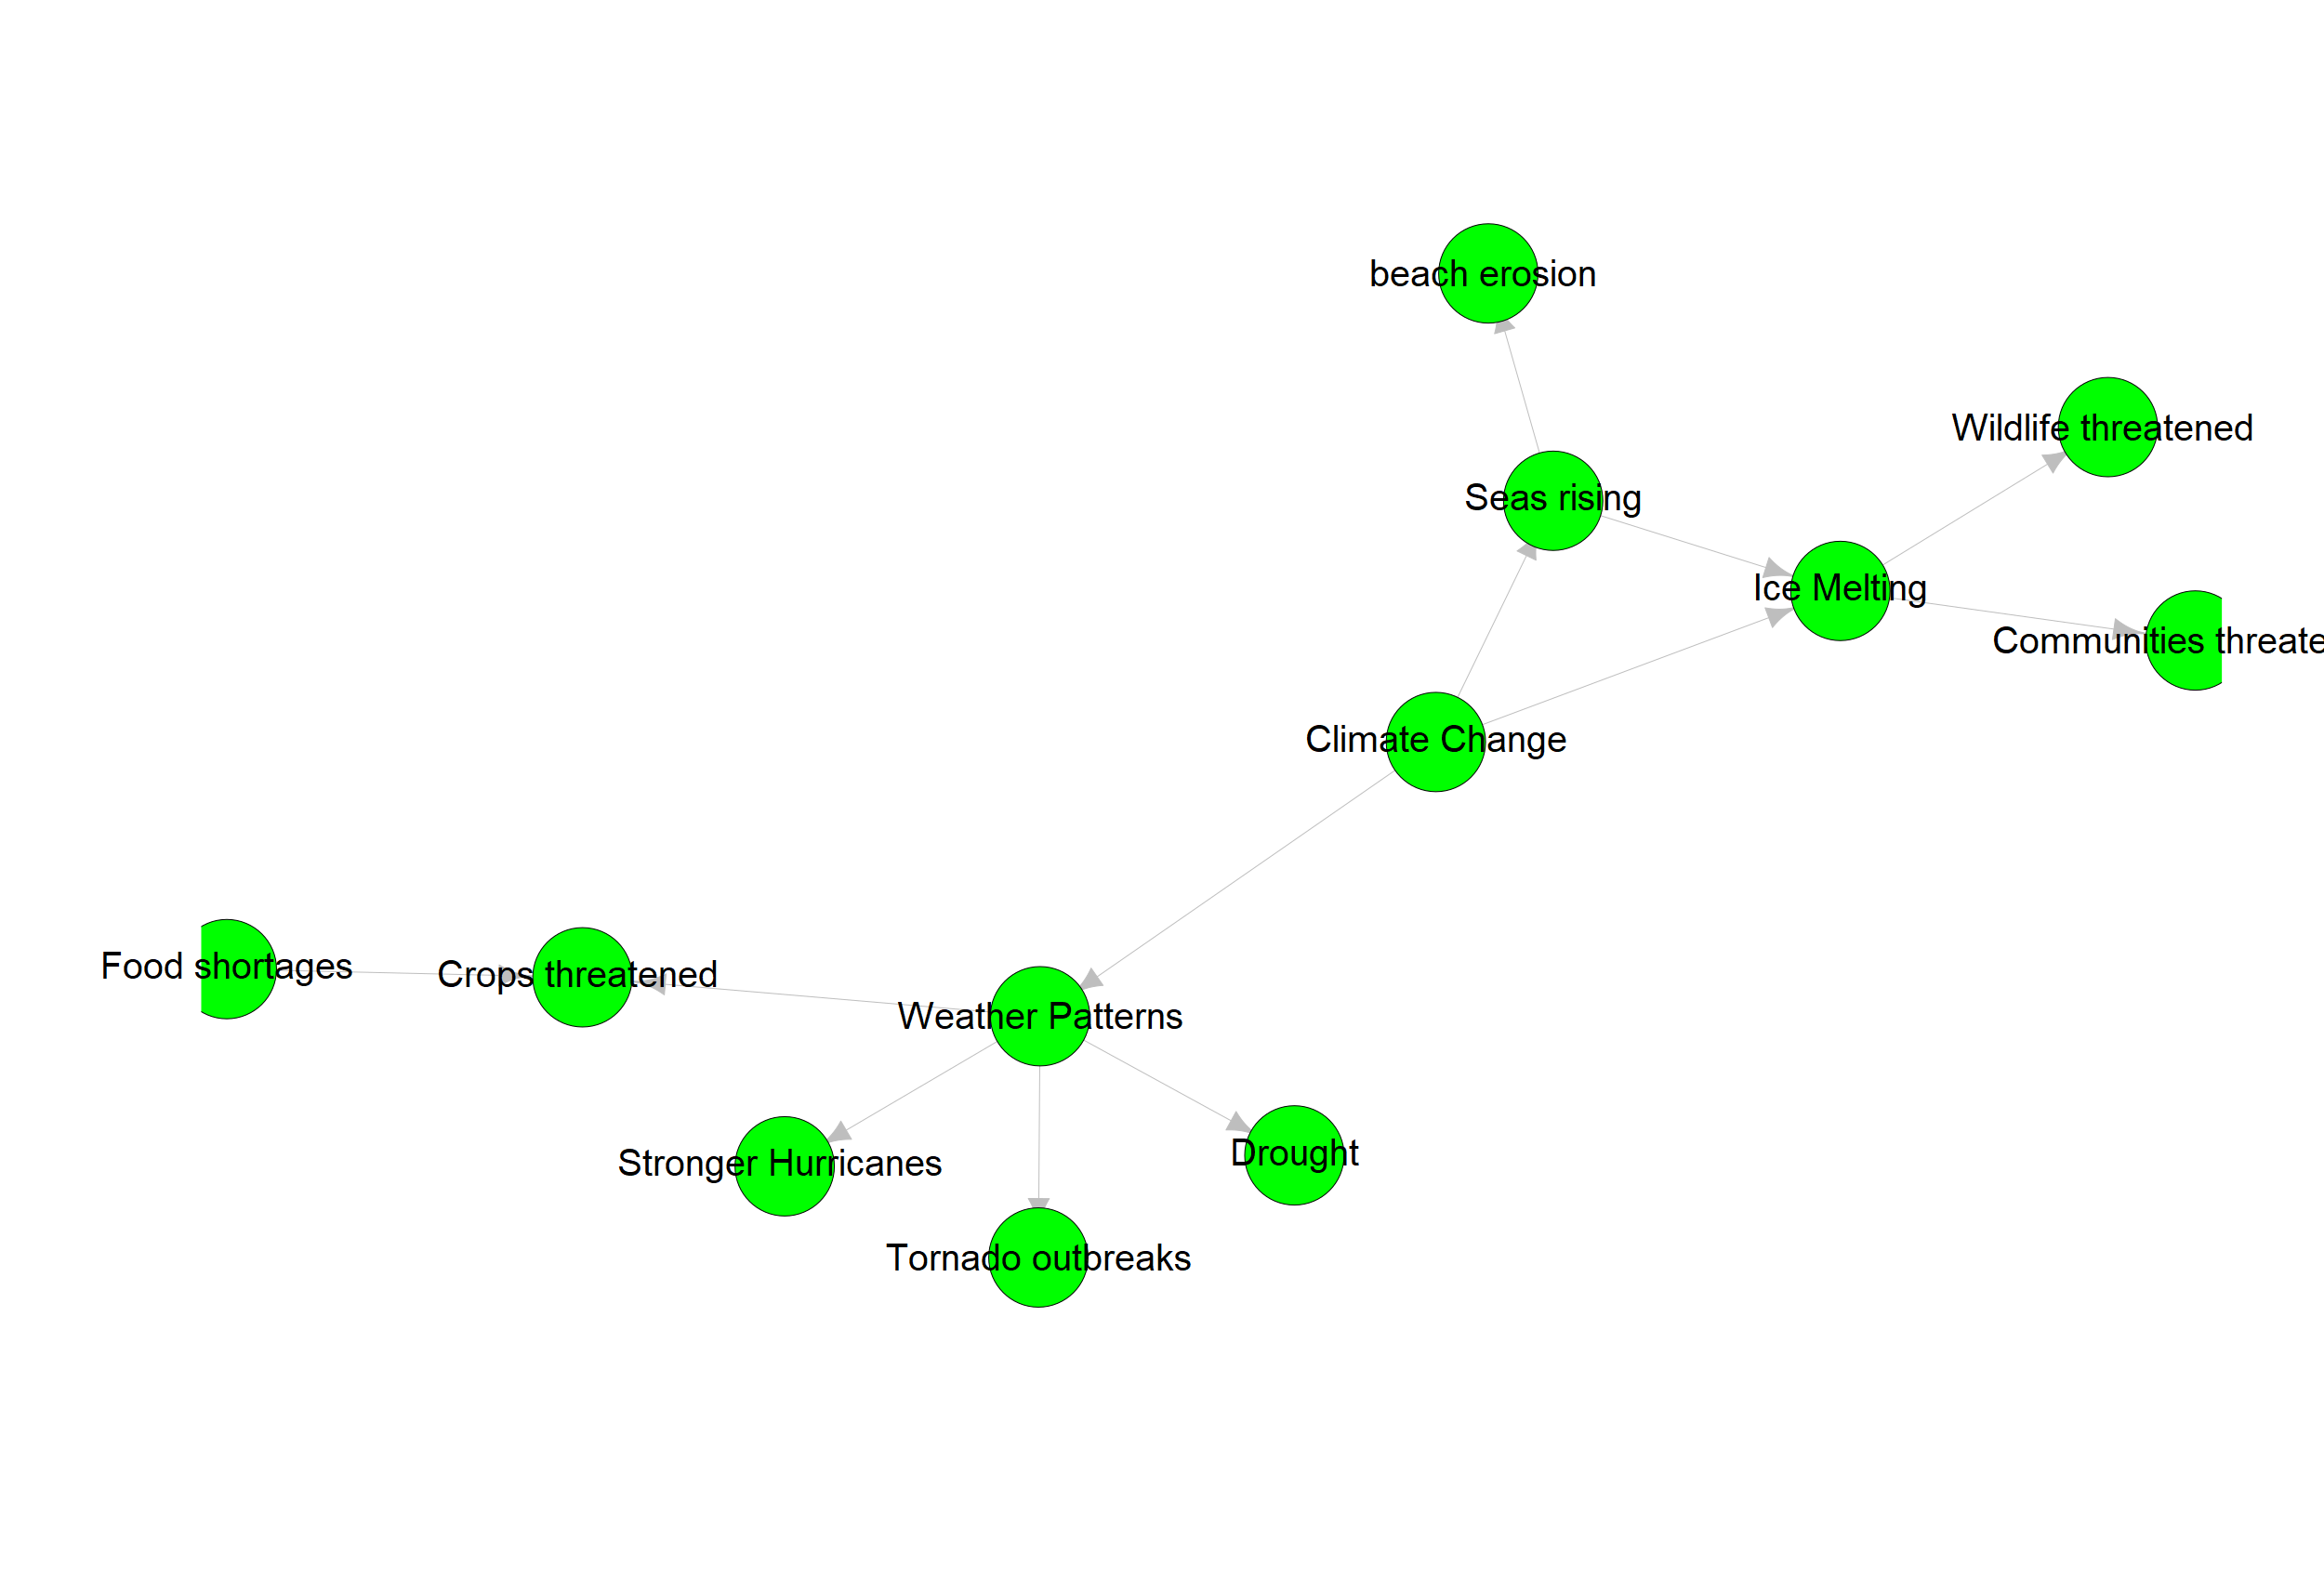 beach erosion
Wildlife threatened
Seas rising
Ice Melting
Communities threate
Climate Change
Food shortages
Crops threatened
Weather Patterns
Stronger Hurricanes
Drought
Tornado outbreaks